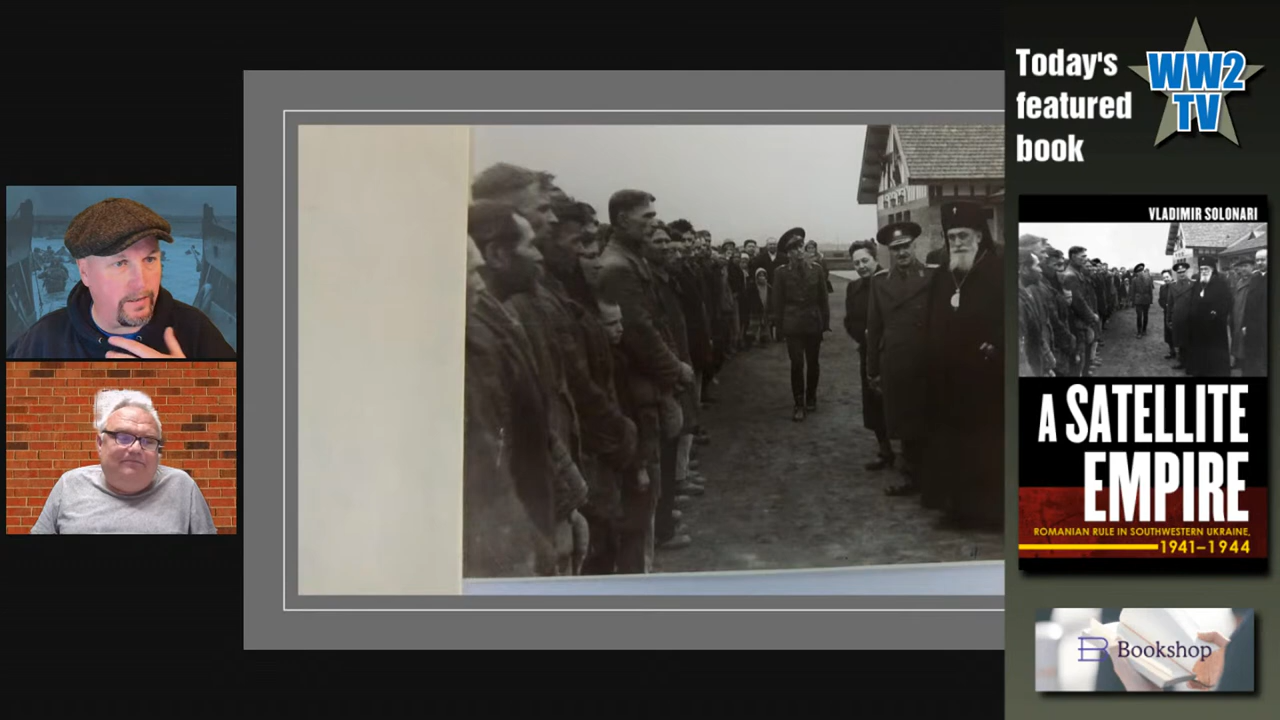 Today's
featured
book
WW2
TV
VLADIMIR SOLONARI
A SATELLITE
EMPIRE
ROMANIAN RULE IN SOUTHWESTERN UKRAINE,
1941–1944
Bookshop